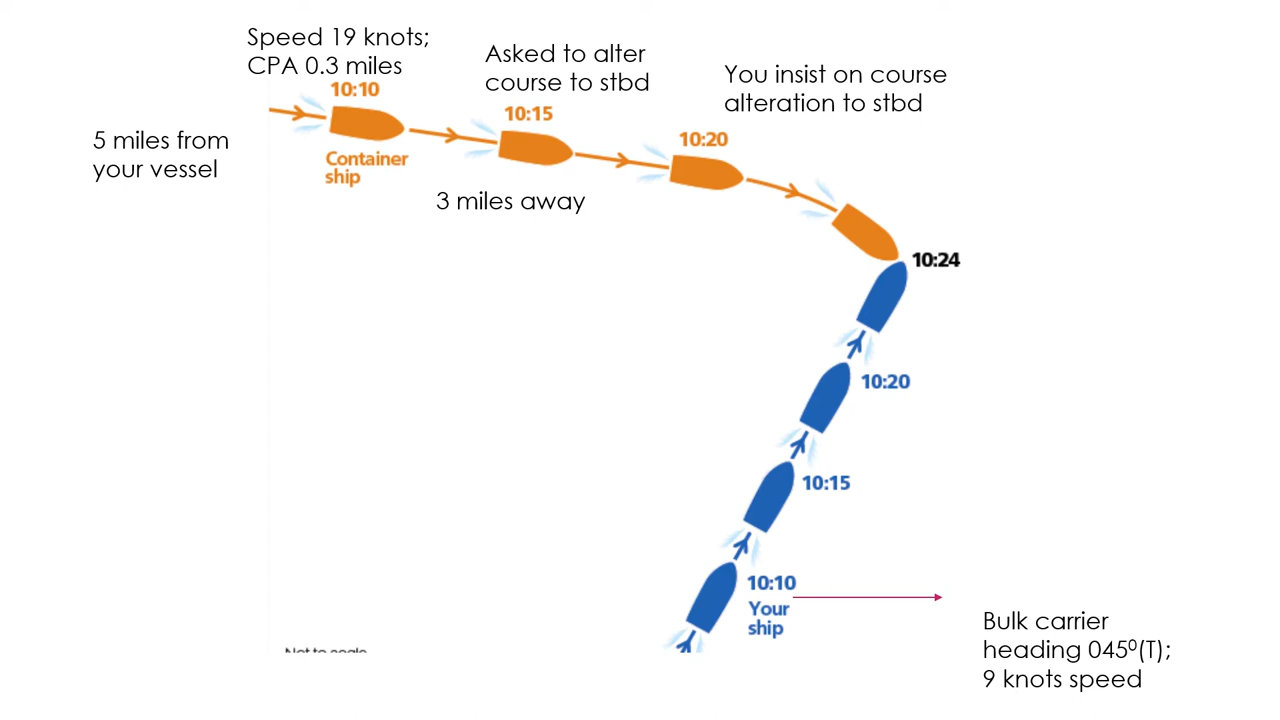 Speed 19 knots;
CPA 0.3 miles
10:10
Asked to alter
course to stbd
10:15
You insist on course
alteration to stbd
10:20
5 miles from
your vessel
Container
ship
3 miles away
10:24
10:20
10:15
10:10
Your
ship
Bulk carrier
heading 045⁰(T);
9 knots speed